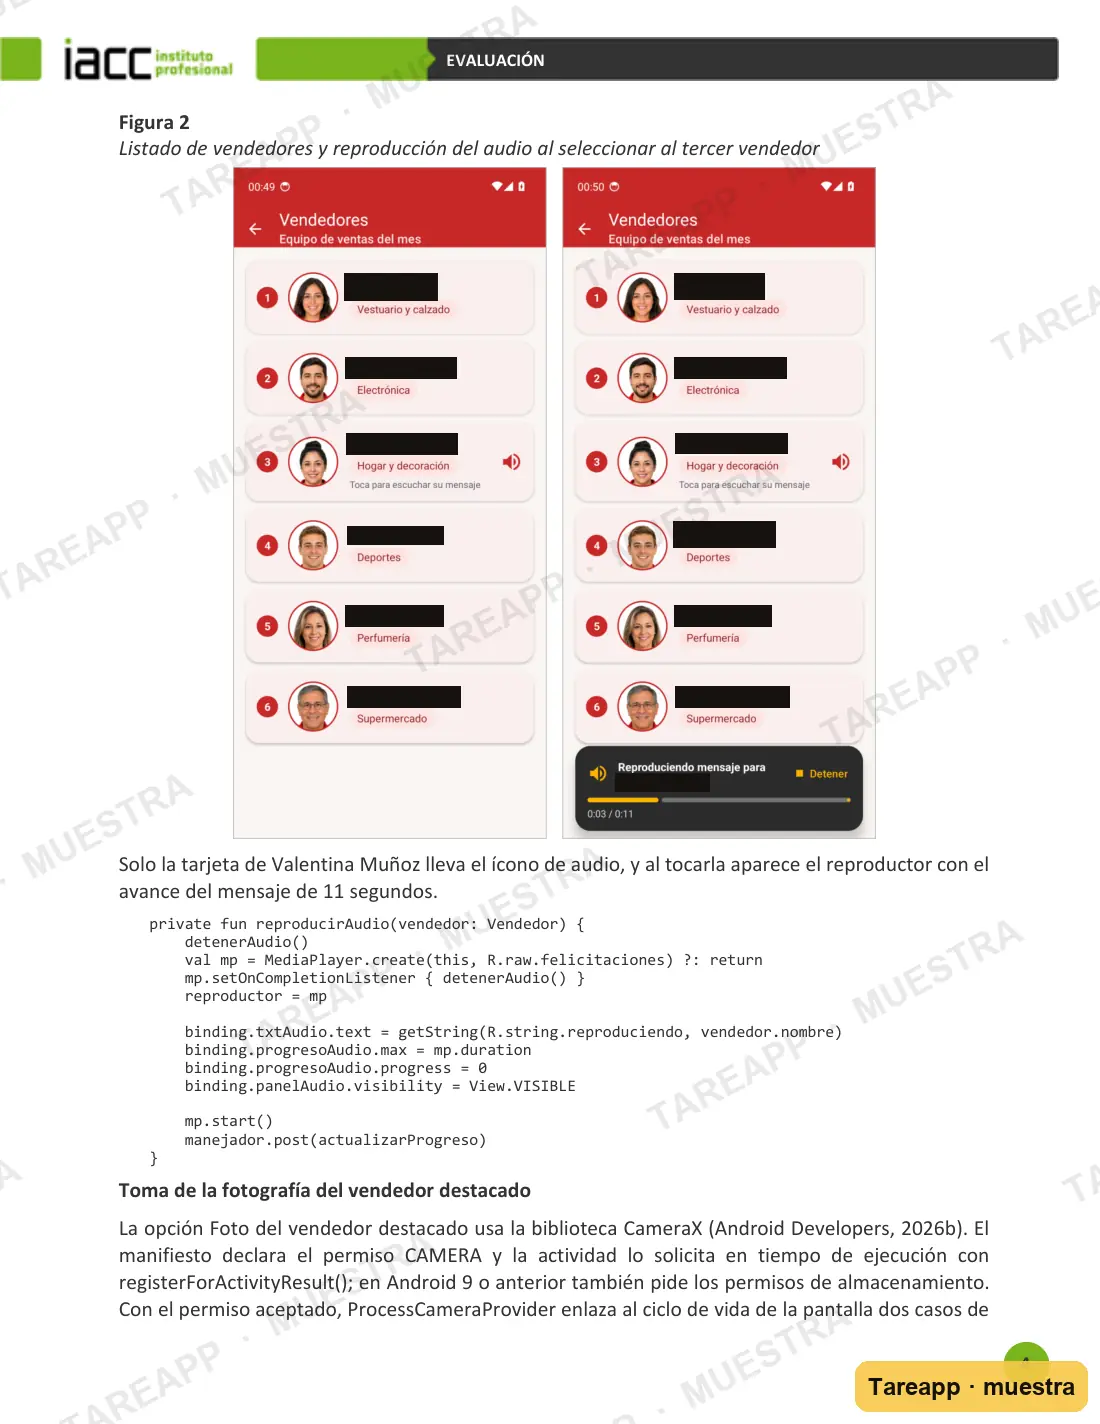 iacc instituto profesional
EVALUACIÓN
Figura 2
Listado de vendedores y reproducción del audio al seleccionar al tercer vendedor
00:49
Vendedores
Equipo de ventas del mes
1
Vestuario y calzado
2
Electrónica
3
Hogar y decoración
Toca para escuchar su mensaje
4
Deportes
5
Perfumería
6
Supermercado
00:50
Vendedores
Equipo de ventas del mes
1
Vestuario y calzado
2
Electrónica
3
Hogar y decoración
Toca para escuchar su mensaje
4
Deportes
5
Perfumería
6
Supermercado
Reproduciendo mensaje para
Detener
0:03 / 0:11
Solo la tarjeta de Valentina Muñoz lleva el ícono de audio, y al tocarla aparece el reproductor con el
avance del mensaje de 11 segundos.
private fun reproducirAudio(vendedor: Vendedor) {
detenerAudio()
val mp = MediaPlayer.create(this, R.raw.felicitaciones) ?: return
mp.setOnCompletionListener { detenerAudio() }
reproductor = mp
binding.txtAudio.text = getString(R.string.reproduciendo, vendedor.nombre)
binding.progresoAudio.max = mp.duration
binding.progresoAudio.progress = 0
binding.panelAudio.visibility = View.VISIBLE
mp.start()
manejador.post(actualizarProgreso)
}
Toma de la fotografía del vendedor destacado
La opción Foto del vendedor destacado usa la biblioteca CameraX (Android Developers, 2026b). El
manifiesto declara el permiso CAMERA y la actividad lo solicita en tiempo de ejecución con
registerForActivityResult(); en Android 9 o anterior también pide los permisos de almacenamiento.
Con el permiso aceptado, ProcessCameraProvider enlaza al ciclo de vida de la pantalla dos casos de
Tareapp · muestra
TAREAPP · MUESTRA